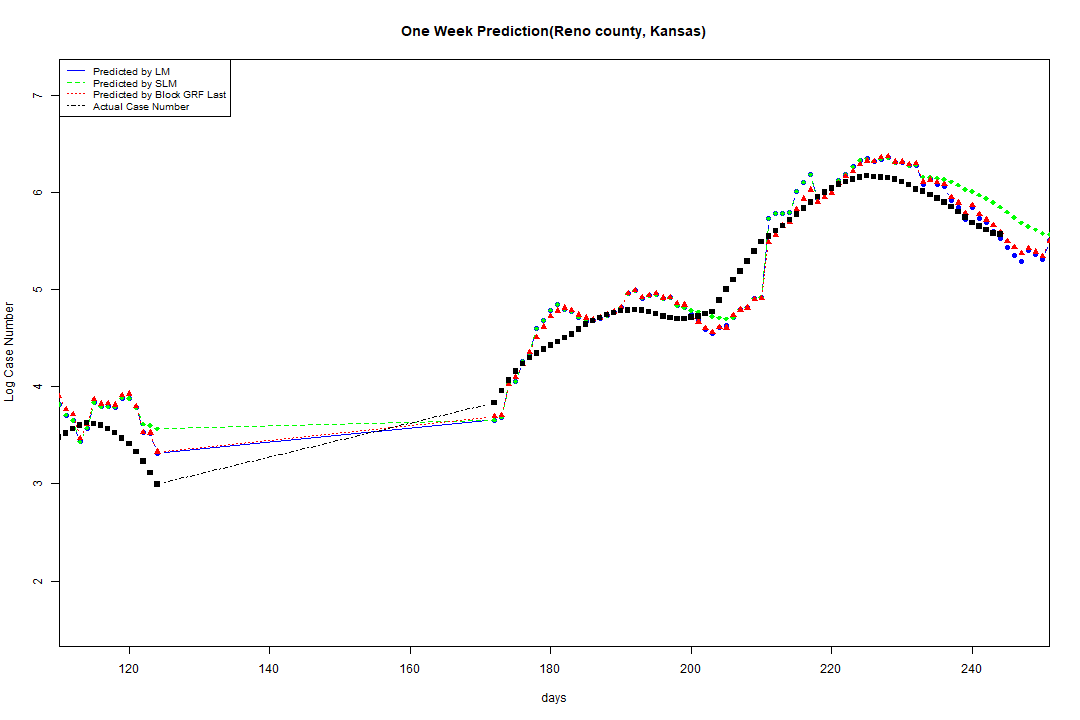 One Week Prediction(Reno county, Kansas)
Predicted by LM
Predicted by SLM
Predicted by Block GRF Last
Actual Case Number
7
6
5
4
3
2
Log Case Number
120 140 160 180 200 220 240
days